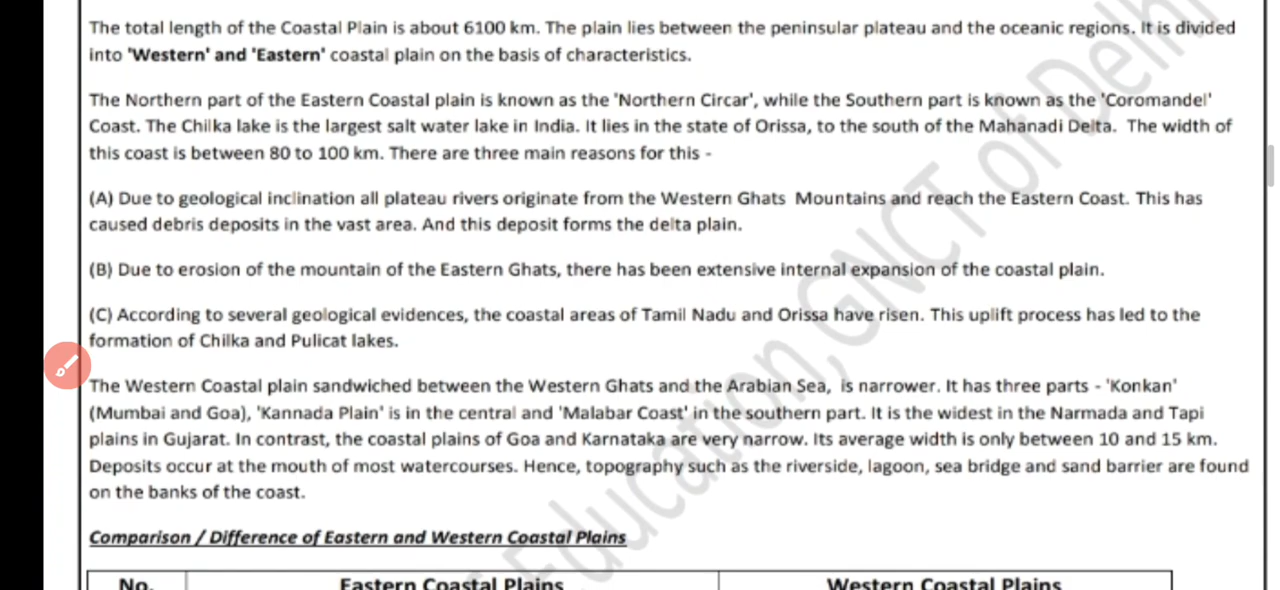 The total length of the Coastal Plain is about 6100 km. The plain lies between the peninsular plateau and the oceanic regions. It is divided
into 'Western' and 'Eastern' coastal plain on the basis of characteristics.
The Northern part of the Eastern Coastal plain is known as the 'Northern Circar', while the Southern part is known as the 'Coromandel'
Coast. The Chilka lake is the largest salt water lake in India. It lies in the state of Orissa, to the south of the Mahanadi Delta. The width of
this coast is between 80 to 100 km. There are three main reasons for this -
(A) Due to geological inclination all plateau rivers originate from the Western Ghats Mountains and reach the Eastern Coast. This has
caused debris deposits in the vast area. And this deposit forms the delta plain.
(B) Due to erosion of the mountain of the Eastern Ghats, there has been extensive internal expansion of the coastal plain.
(C) According to several geological evidences, the coastal areas of Tamil Nadu and Orissa have risen. This uplift process has led to the
formation of Chilka and Pulicat lakes.
The Western Coastal plain sandwiched between the Western Ghats and the Arabian Sea, is narrower. It has three parts - 'Konkan'
(Mumbai and Goa), 'Kannada Plain' is in the central and 'Malabar Coast' in the southern part. It is the widest in the Narmada and Tapi
plains in Gujarat. In contrast, the coastal plains of Goa and Karnataka are very narrow. Its average width is only between 10 and 15 km.
Deposits occur at the mouth of most watercourses. Hence, topography such as the riverside, lagoon, sea bridge and sand barrier are found
on the banks of the coast.
Comparison / Difference of Eastern and Western Coastal Plains
No. Eastern Coastal Plains Western Coastal Plains
Education, GNCT of Delhi